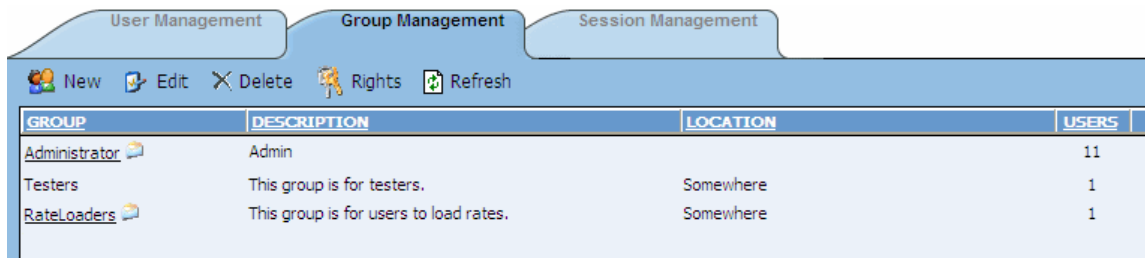 User Management Group Management Session Management
New Edit Delete Rights Refresh
GROUP DESCRIPTION LOCATION USERS
Administrator Admin 11
Testers This group is for testers. Somewhere 1
RateLoaders This group is for users to load rates. Somewhere 1